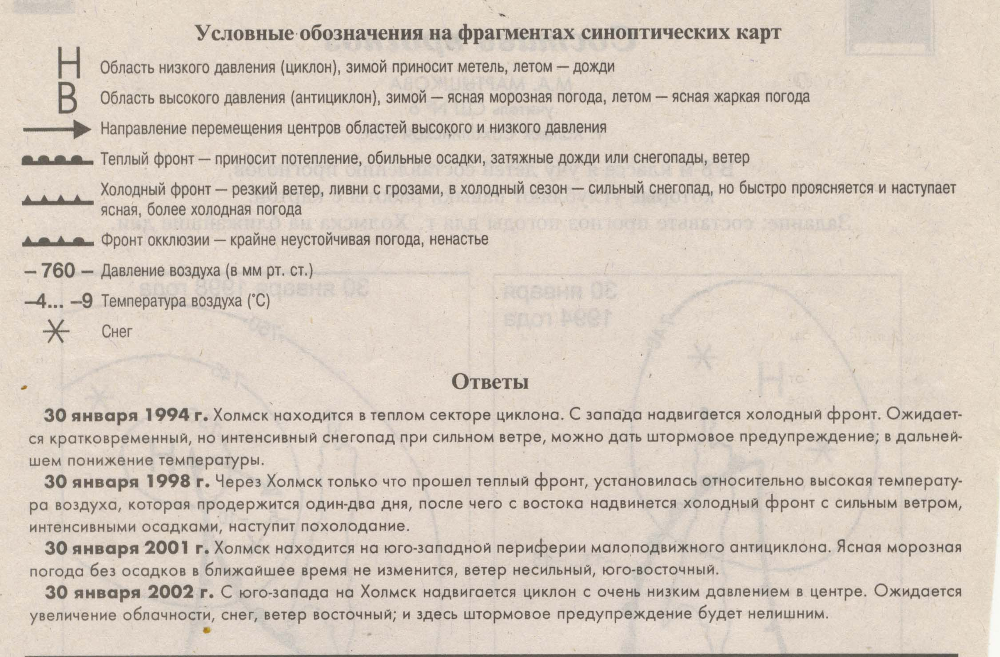 Условные обозначения на фрагментах синоптических карт
Н Область низкого давления (циклон), зимой приносит метель, летом — дожди
В Область высокого давления (антициклон), зимой — ясная морозная погода, летом — ясная жаркая погода
Направление перемещения центров областей высокого и низкого давления
Теплый фронт — приносит потепление, обильные осадки, затяжные дожди или снегопады, ветер
Холодный фронт — резкий ветер, ливни с грозами, в холодный сезон — сильный снегопад, но быстро проясняется и наступает
ясная, более холодная погода
Фронт окклюзии — крайне неустойчивая погода, ненастье
– 760 – Давление воздуха (в мм рт. ст.)
–4... –9 Температура воздуха (°С)
Снег
Ответы
30 января 1994 г. Холмск находится в теплом секторе циклона. С запада надвигается холодный фронт. Ожидает-
ся кратковременный, но интенсивный снегопад при сильном ветре, можно дать штормовое предупреждение; в дальней-
шем понижение температуры.
30 января 1998 г. Через Холмск только что прошел теплый фронт, установилась относительно высокая температу-
ра воздуха, которая продержится один-два дня, после чего с востока надвинется холодный фронт с сильным ветром,
интенсивными осадками, наступит похолодание.
30 января 2001 г. Холмск находится на юго-западной периферии малоподвижного антициклона. Ясная морозная
погода без осадков в ближайшее время не изменится, ветер несильный, юго-восточный.
30 января 2002 г. С юго-запада на Холмск надвигается циклон с очень низким давлением в центре. Ожидается
увеличение облачности, снег, ветер восточный; и здесь штормовое предупреждение будет нелишним.